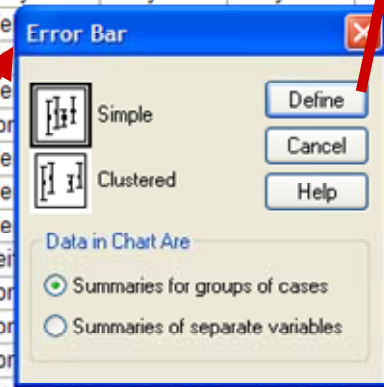 Error Bar
Simple
Define
Cancel
Clustered
Help
Data in Chart Are
Summaries for groups of cases
Summaries of separate variables